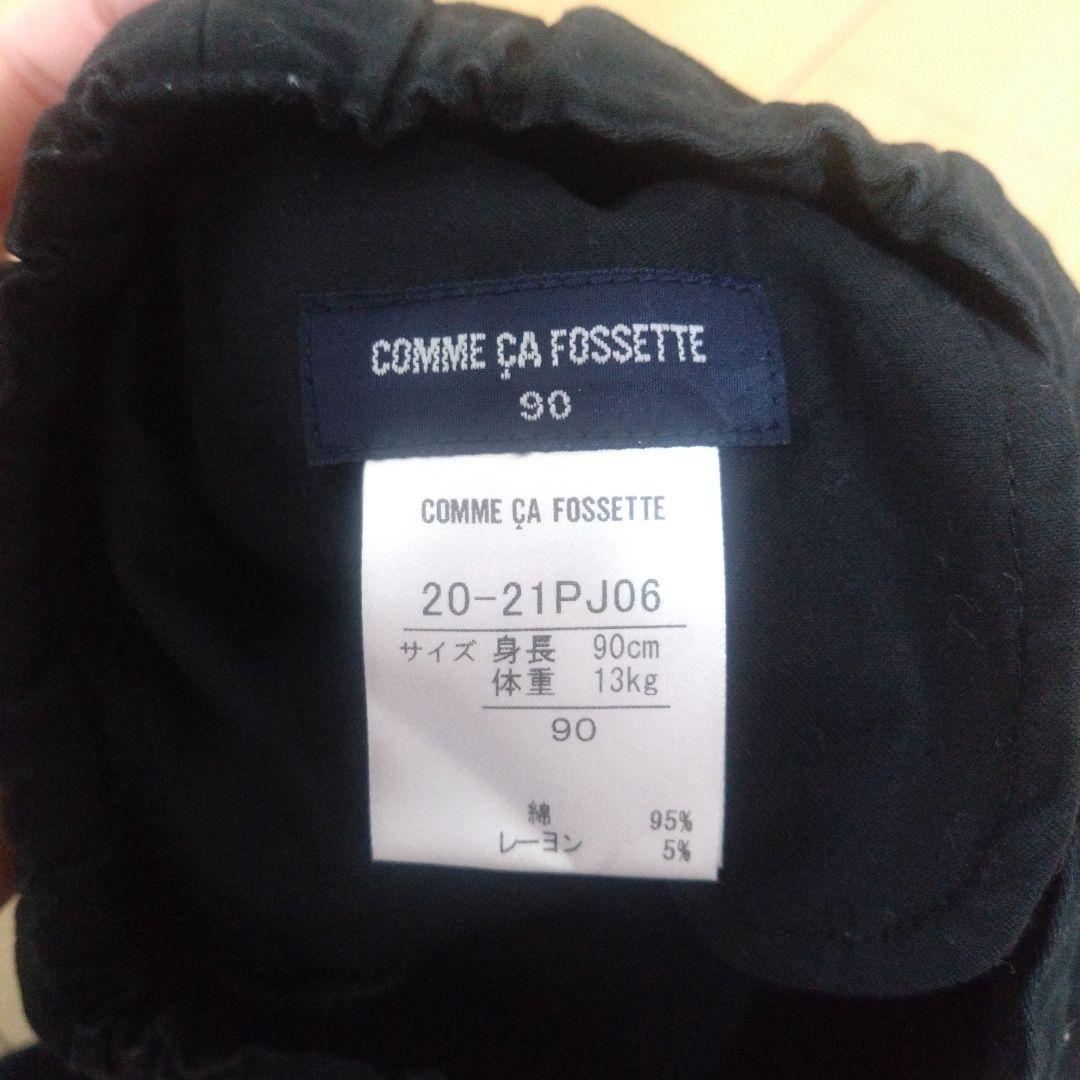 COMME ÇA FOSSETTE
90
COMME ÇA FOSSETTE
20-21PJ06
サイズ 身長 90cm
体重 13kg
90
綿 95%
レーヨン 5%